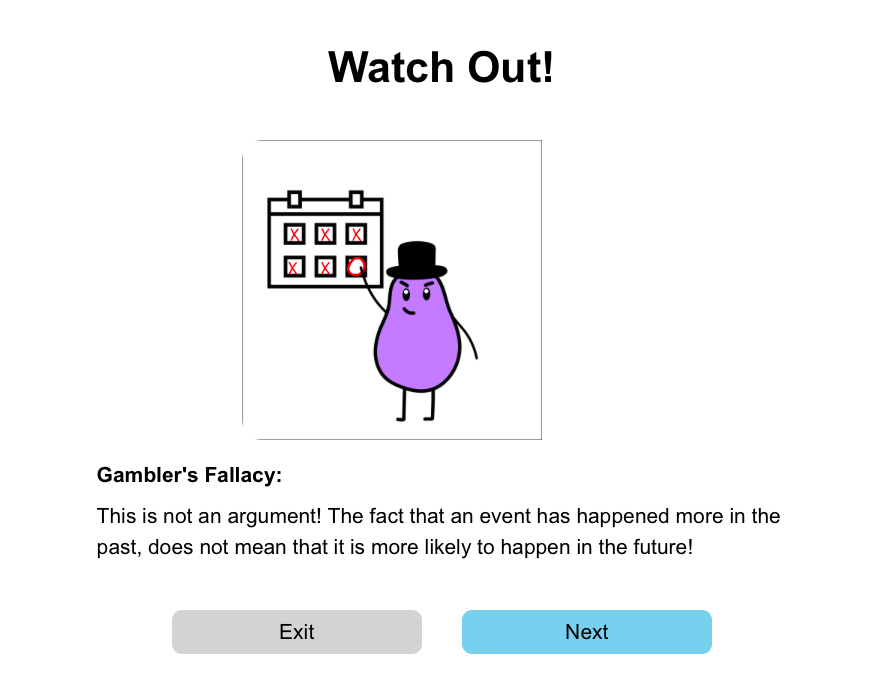 Watch Out!
Gambler's Fallacy:
This is not an argument! The fact that an event has happened more in the
past, does not mean that it is more likely to happen in the future!
Exit
Next